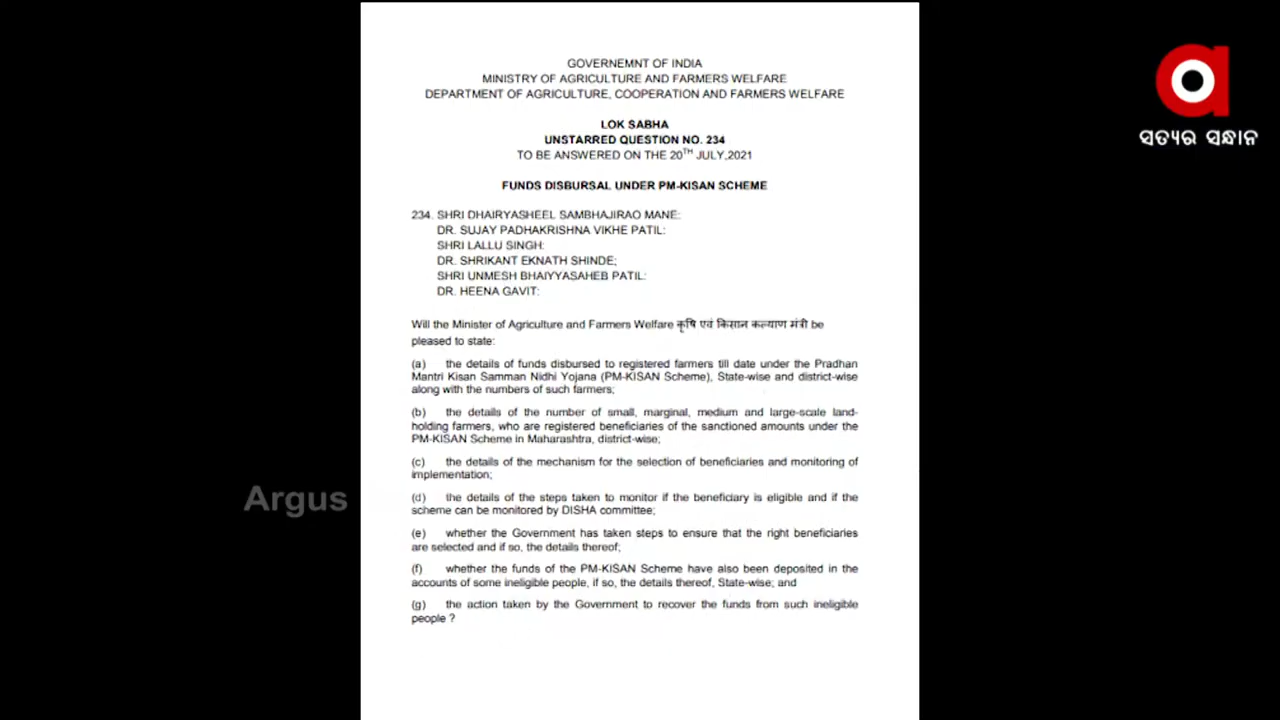 GOVERNEMNT OF INDIA
MINISTRY OF AGRICULTURE AND FARMERS WELFARE
DEPARTMENT OF AGRICULTURE, COOPERATION AND FARMERS WELFARE
LOK SABHA
UNSTARRED QUESTION NO. 234
TO BE ANSWERED ON THE 20TH JULY,2021
FUNDS DISBURSAL UNDER PM-KISAN SCHEME
234. SHRI DHAIRYASHEEL SAMBHAJIRAO MANE:
DR. SUJAY PADHAKRISHNA VIKHE PATIL:
SHRI LALLU SINGH:
DR. SHRIKANT EKNATH SHINDE;
SHRI UNMESH BHAIYYASAHEB PATIL:
DR. HEENA GAVIT:
Will the Minister of Agriculture and Farmers Welfare कृषि एवं किसान कल्याण मंत्री be
pleased to state:
(a) the details of funds disbursed to registered farmers till date under the Pradhan
Mantri Kisan Samman Nidhi Yojana (PM-KISAN Scheme), State-wise and district-wise
along with the numbers of such farmers;
(b) the details of the number of small, marginal, medium and large-scale land-
holding farmers, who are registered beneficiaries of the sanctioned amounts under the
PM-KISAN Scheme in Maharashtra, district-wise;
(c) the details of the mechanism for the selection of beneficiaries and monitoring of
implementation;
(d) the details of the steps taken to monitor if the beneficiary is eligible and if the
scheme can be monitored by DISHA committee;
(e) whether the Government has taken steps to ensure that the right beneficiaries
are selected and if so, the details thereof;
(f) whether the funds of the PM-KISAN Scheme have also been deposited in the
accounts of some ineligible people, if so, the details thereof, State-wise; and
(g) the action taken by the Government to recover the funds from such ineligible
people ?
Argus
ସତ୍ୟର ସନ୍ଧାନ